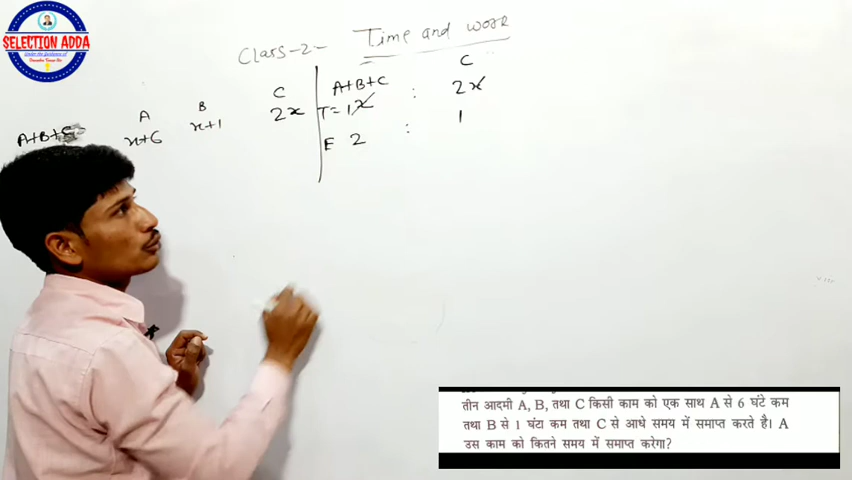 SELECTION ADDA
Class-2- Time and work
A+B+C A B C
x+6 x+1 2x
A+B+C : C
T= 1x : 2x
E 2 : 1
तीन आदमी A, B, तथा C किसी काम को एक साथ A से 6 घंटे कम
तथा B से 1 घंटा कम तथा C से आधे समय में समाप्त करते है। A
उस काम को कितने समय में समाप्त करेगा?